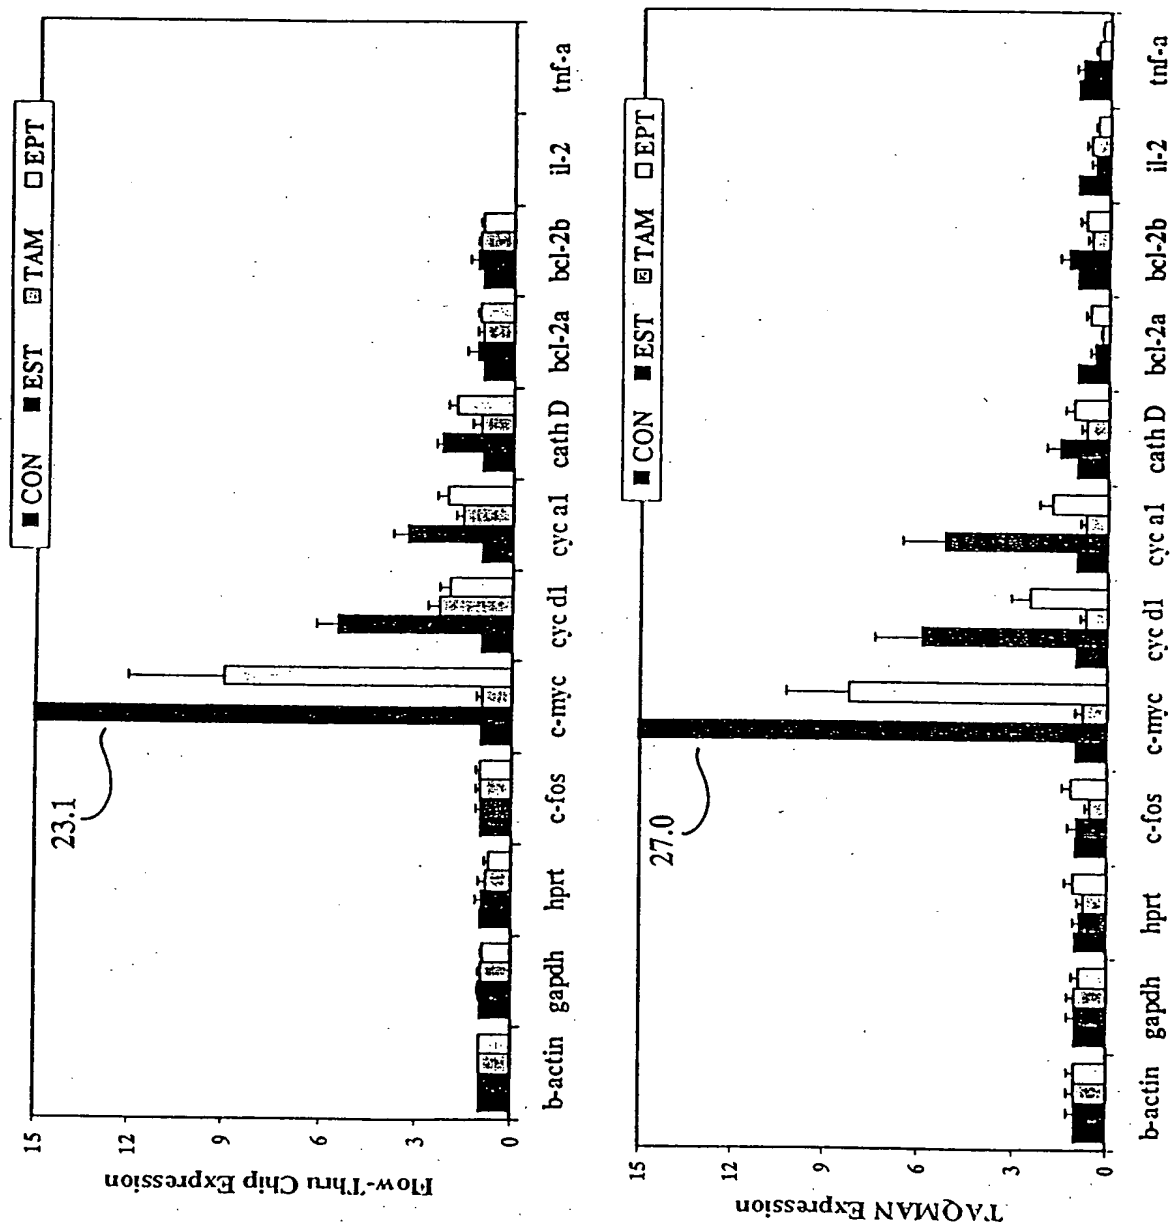 ■ CON ■ EST ▩ TAM □ EPT
Flow-Thru Chip Expression
15
12
9
6
3
0
23.1
b-actin gapdh hprt c-fos c-myc cyc d1 cyc a1 cath D bcl-2a bcl-2b il-2 tnf-a
■ CON ■ EST ▩ TAM □ EPT
TAQMAN Expression
15
12
9
6
3
0
27.0
b-actin gapdh hprt c-fos c-myc cyc d1 cyc a1 cath D bcl-2a bcl-2b il-2 tnf-a